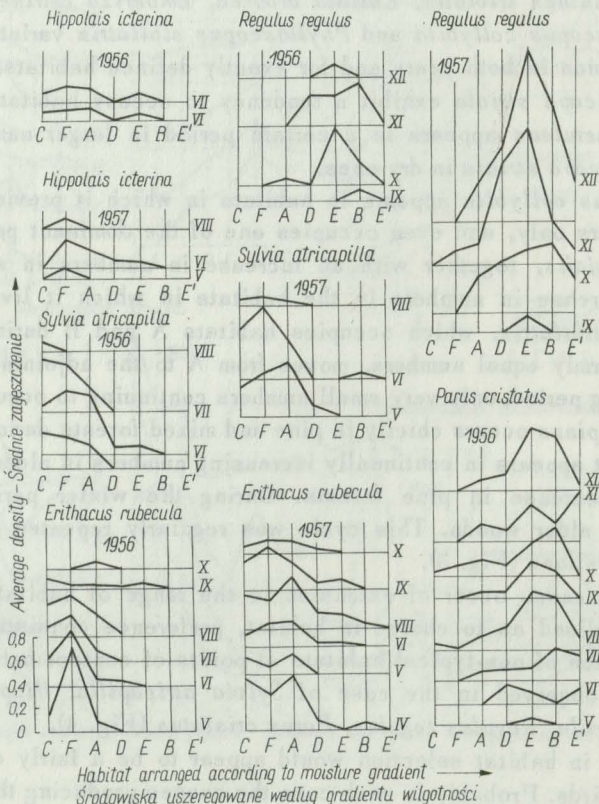 Hippolais icterina
1956
VII
VI
C F A D E B E'
Hippolais icterina
1957
VIII
VI
C F A D E B E'
Sylvia atricapilla
1956
VIII
VII
VI
V
C F A D E B E'
Erithacus rubecula
1956
X
IX
VIII
VII
VI
V
0,8
0,6
0,4
0,2
0
C F A D E B E'
Regulus regulus
1956
XII
XI
X
IX
C F A D E B E'
Sylvia atricapilla
1957
VIII
VI
V
C F A D E B E'
Erithacus rubecula
1957
X
IX
VIII
VII
VI
V
IV
C F A D E B E'
Regulus regulus
1957
XII
XI
X
IX
C F A D E B E'
Parus cristatus
1956
XII
XI
X
IX
VII
VI
V
C F A D E B E'
Average density - Średnie zagęszczenie
Habitat arranged according to moisture gradient
Środowiska uszeregowane według gradientu wilgotności